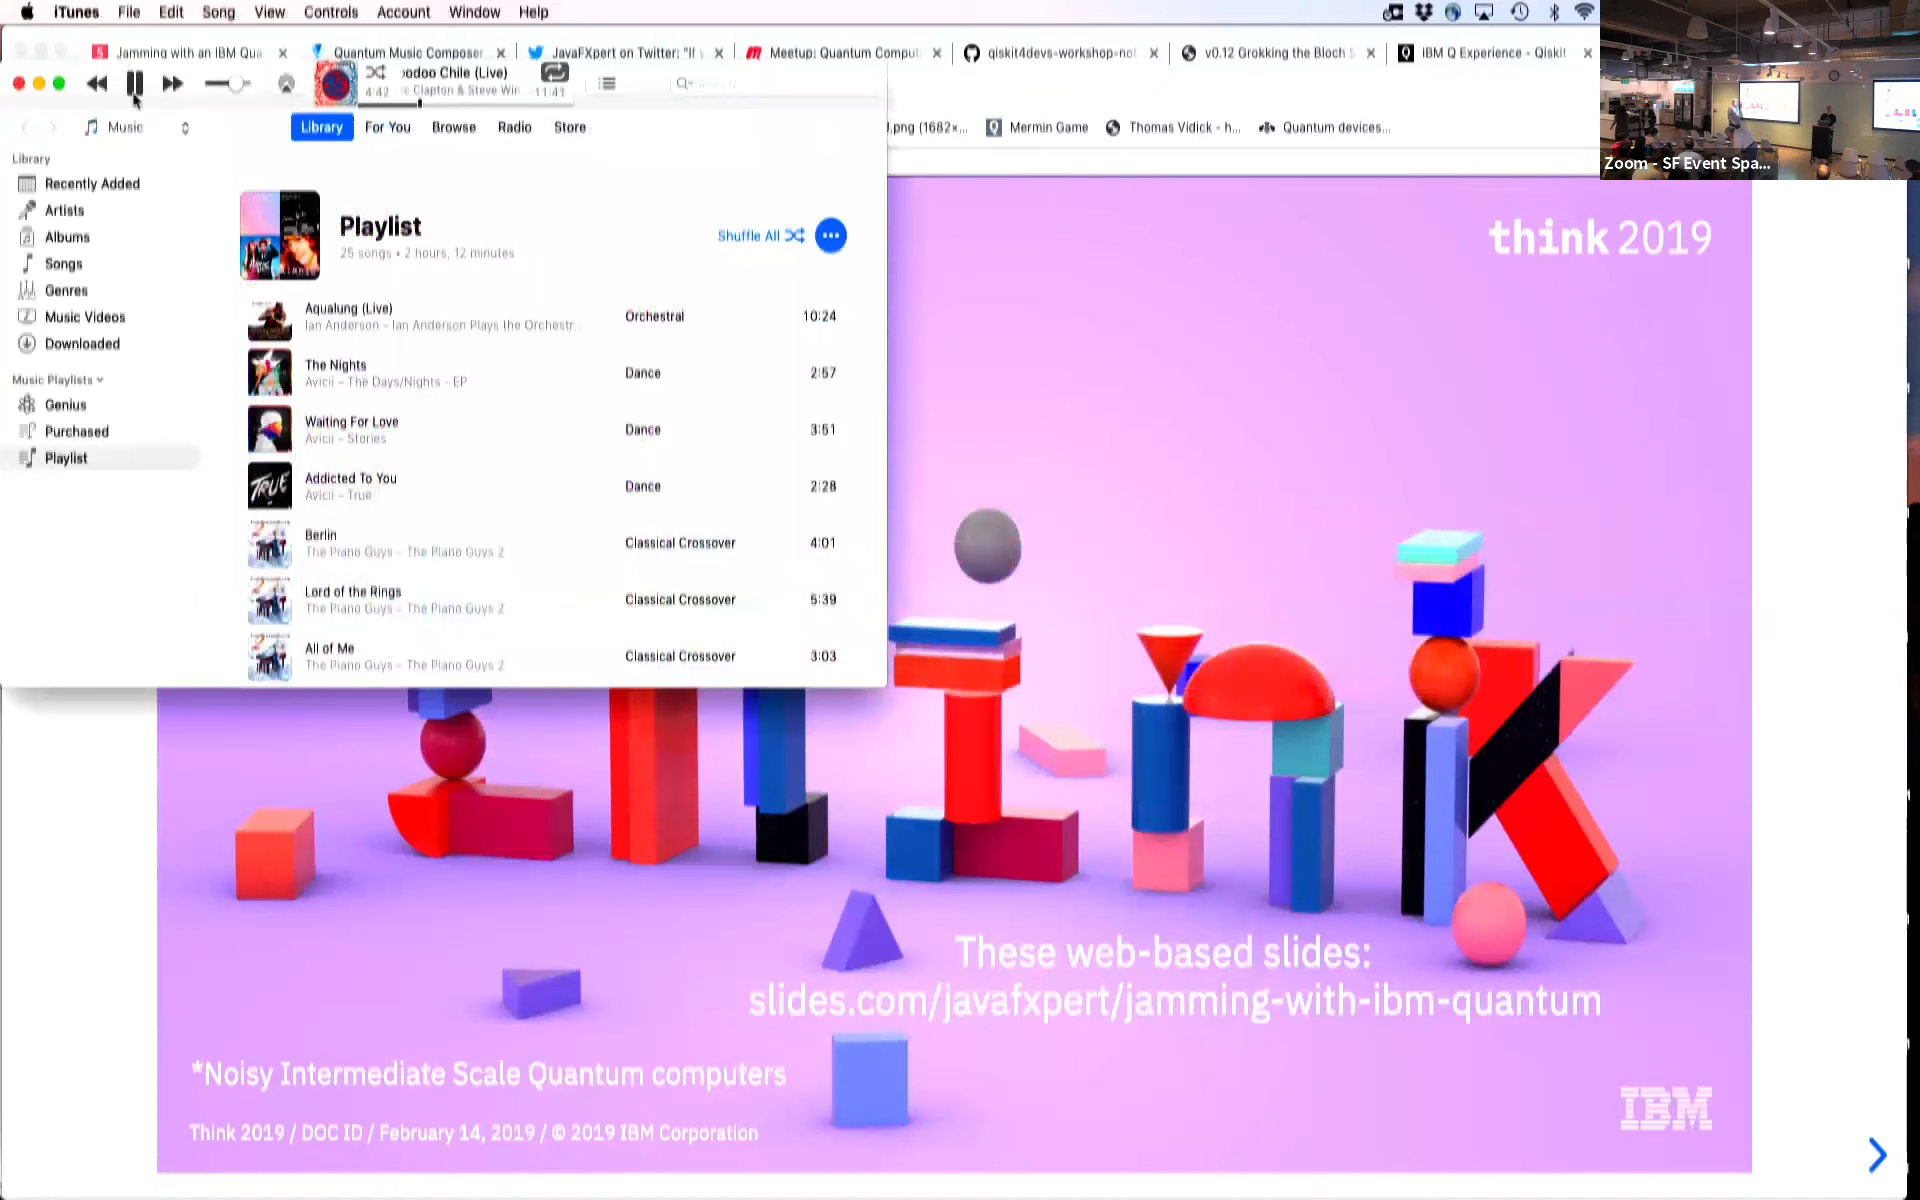 iTunes File Edit Song View Controls Account Window Help
Jamming with an IBM Qua
Quantum Music Composer
JavaFXpert on Twitter: "If y
Meetup: Quantum Comput
qiskit4devs-workshop-not
v0.12 Grokking the Bloch S
IBM Q Experience - Qiskit
oodoo Chile (Live)
4:42 e Clapton & Steve Win 11:41
Music
Library For You Browse Radio Store
l.png (1682×... Mermin Game Thomas Vidick - h... Quantum devices...
Zoom - SF Event Spa...
Library
Recently Added
Artists
Albums
Songs
Genres
Music Videos
Downloaded
Music Playlists
Genius
Purchased
Playlist
Playlist
25 songs • 2 hours, 12 minutes
Shuffle All
Aqualung (Live)
Ian Anderson – Ian Anderson Plays the Orchestr...
Orchestral 10:24
The Nights
Avicii – The Days/Nights - EP
Dance 2:57
Waiting For Love
Avicii – Stories
Dance 3:51
TRUE
Addicted To You
Avicii – True
Dance 2:28
Berlin
The Piano Guys – The Piano Guys 2
Classical Crossover 4:01
Lord of the Rings
The Piano Guys – The Piano Guys 2
Classical Crossover 5:39
All of Me
The Piano Guys – The Piano Guys 2
Classical Crossover 3:03
think 2019
These web-based slides:
slides.com/javafxpert/jamming-with-ibm-quantum
*Noisy Intermediate Scale Quantum computers
Think 2019 / DOC ID / February 14, 2019 / © 2019 IBM Corporation
IBM